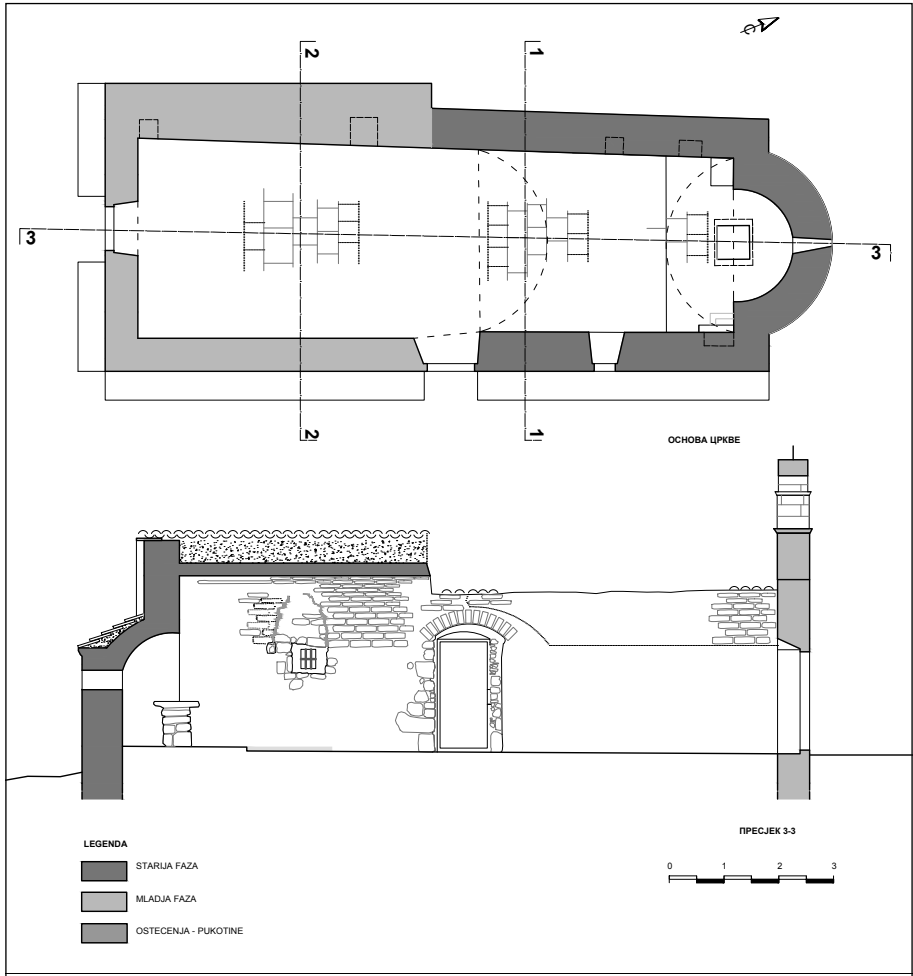 2
1
3
3
2
1
ОСНОВА ЦРКВЕ
ПРЕСЈЕК 3-3
0 1 2 3
LEGENDA
STARIJA FAZA
MLADJA FAZA
OSTECENJA - PUKOTINE